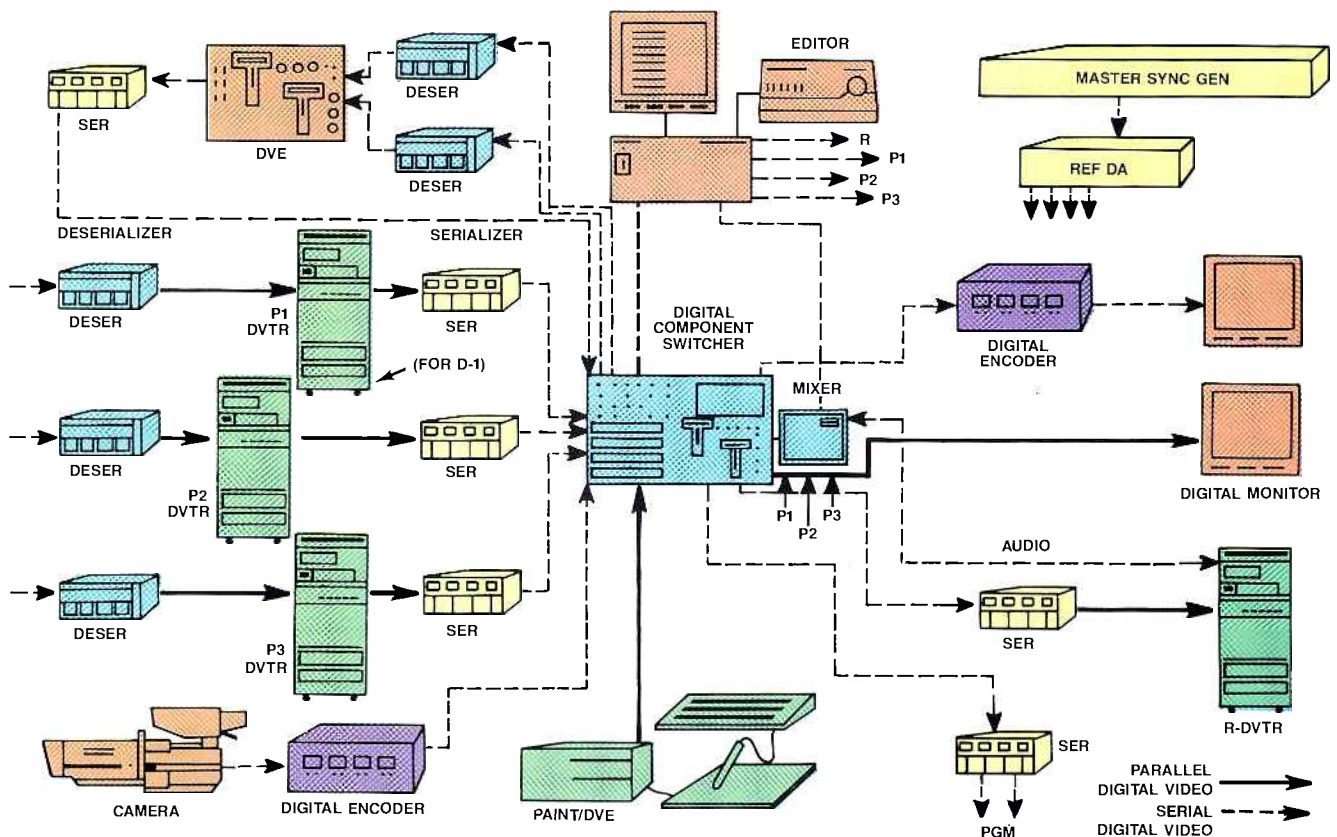 EDITOR
MASTER SYNC GEN
DESER
SER
DVE
R
P1
REF DA
P2
DESER
P3
DESERIALIZER
SERIALIZER
DESER
P1
DVTR
SER
DIGITAL
COMPONENT
SWITCHER
DIGITAL
ENCODER
(FOR D-1)
MIXER
DESER
SER
P2
DVTR
P1
P2
P3
DIGITAL MONITOR
AUDIO
DESER
SER
P3
DVTR
SER
R-DVTR
SER
CAMERA
DIGITAL ENCODER
PAINT/DVE
PGM
PARALLEL
DIGITAL VIDEO
SERIAL
DIGITAL VIDEO